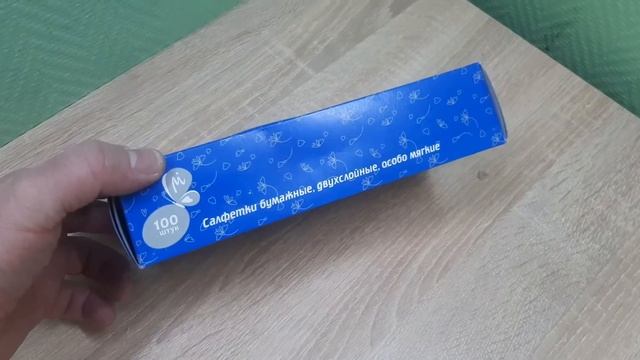 100
штук
Салфетки бумажные, двухслойные, особо мягкие